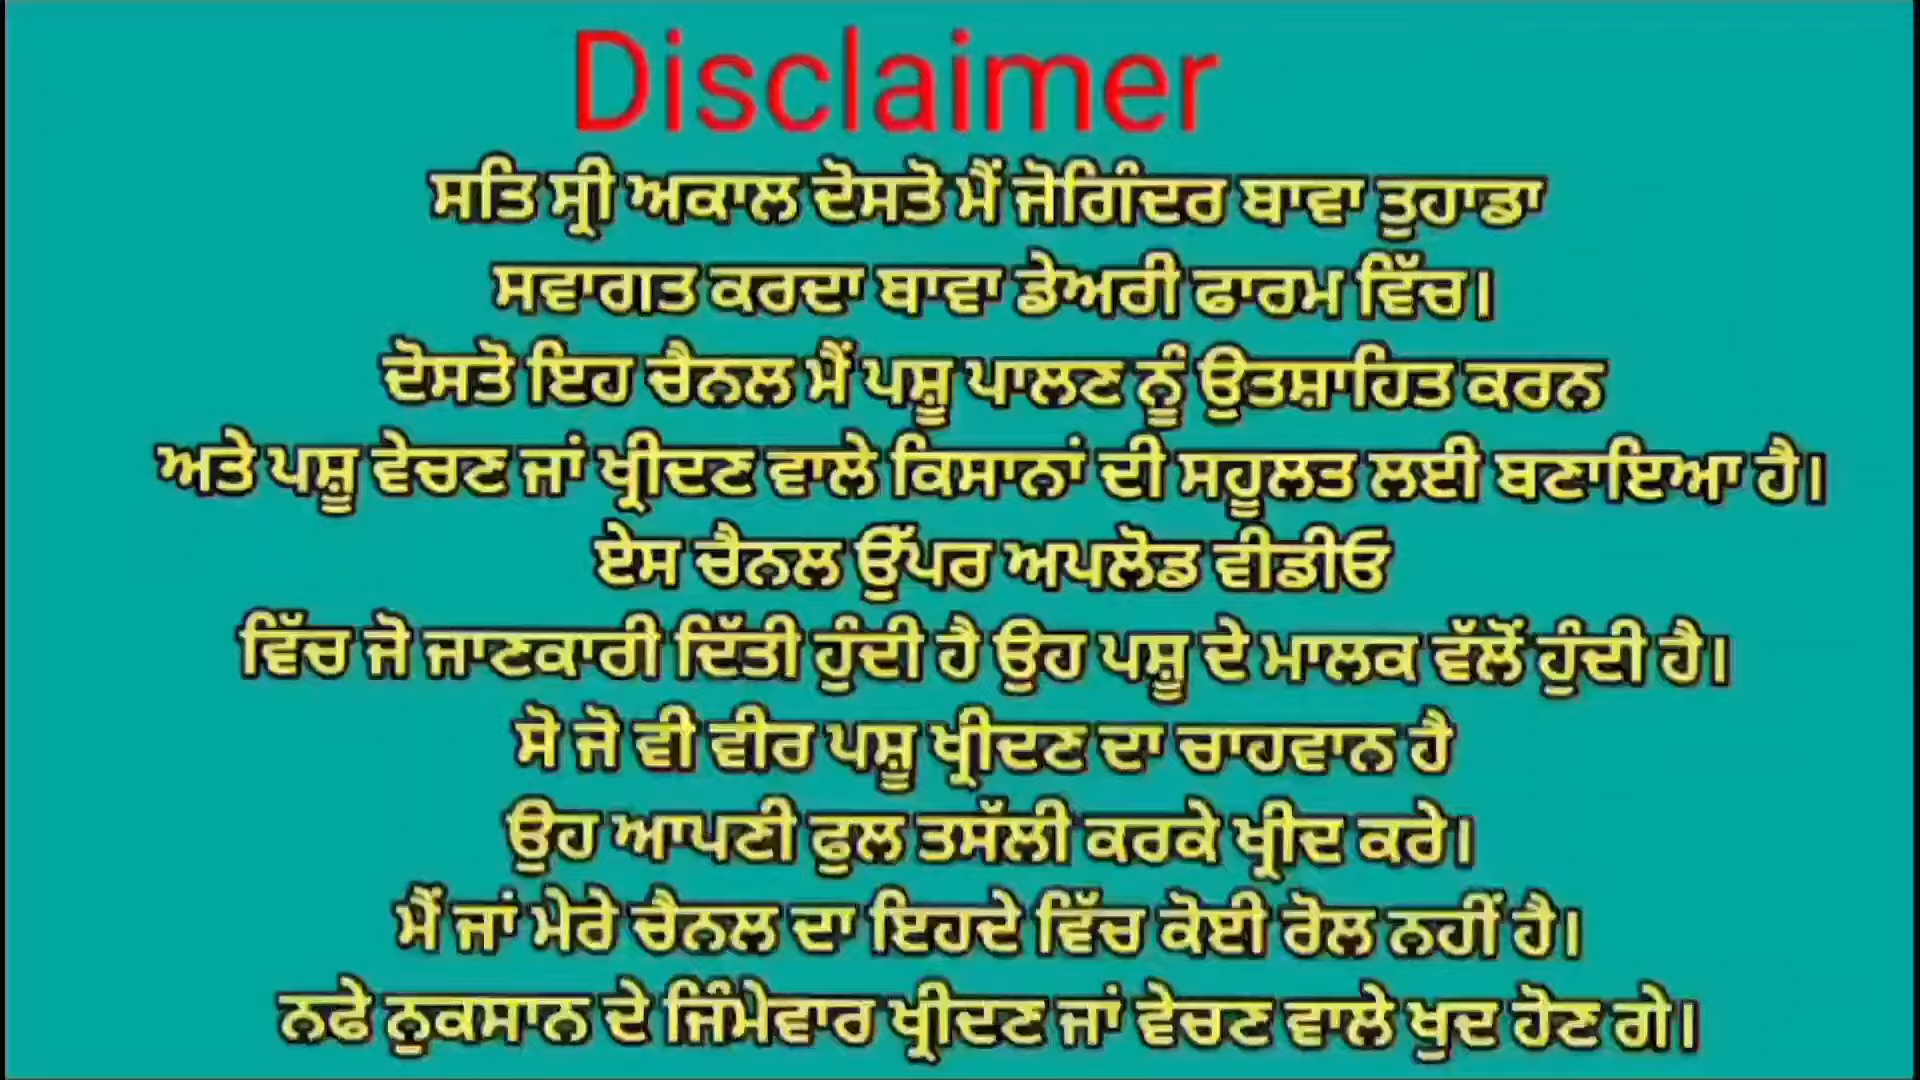 Disclaimer
ਸਤਿ ਸ੍ਰੀ ਅਕਾਲ ਦੋਸਤੋ ਮੈਂ ਜੋਗਿੰਦਰ ਬਾਵਾ ਤੁਹਾਡਾ
ਸਵਾਗਤ ਕਰਦਾ ਬਾਵਾ ਡੇਅਰੀ ਫਾਰਮ ਵਿੱਚ।
ਦੋਸਤੋ ਇਹ ਚੈਨਲ ਮੈਂ ਪਸ਼ੂ ਪਾਲਣ ਨੂੰ ਉਤਸ਼ਾਹਿਤ ਕਰਨ
ਅਤੇ ਪਸ਼ੂ ਵੇਚਣ ਜਾਂ ਖ੍ਰੀਦਣ ਵਾਲੇ ਕਿਸਾਨਾਂ ਦੀ ਸਹੂਲਤ ਲਈ ਬਣਾਇਆ ਹੈ।
ਏਸ ਚੈਨਲ ਉੱਪਰ ਅਪਲੋਡ ਵੀਡੀਓ
ਵਿੱਚ ਜੋ ਜਾਣਕਾਰੀ ਦਿੱਤੀ ਹੁੰਦੀ ਹੈ ਉਹ ਪਸ਼ੂ ਦੇ ਮਾਲਕ ਵੱਲੋਂ ਹੁੰਦੀ ਹੈ।
ਸੋ ਜੋ ਵੀ ਵੀਰ ਪਸ਼ੂ ਖ੍ਰੀਦਣ ਦਾ ਚਾਹਵਾਨ ਹੈ
ਉਹ ਆਪਣੀ ਫੁਲ ਤਸੱਲੀ ਕਰਕੇ ਖ੍ਰੀਦ ਕਰੇ।
ਮੈਂ ਜਾਂ ਮੇਰੇ ਚੈਨਲ ਦਾ ਇਹਦੇ ਵਿੱਚ ਕੋਈ ਰੋਲ ਨਹੀਂ ਹੈ।
ਨਫੇ ਨੁਕਸਾਨ ਦੇ ਜਿੰਮੇਵਾਰ ਖ੍ਰੀਦਣ ਜਾਂ ਵੇਚਣ ਵਾਲੇ ਖੁਦ ਹੋਣ ਗੇ।